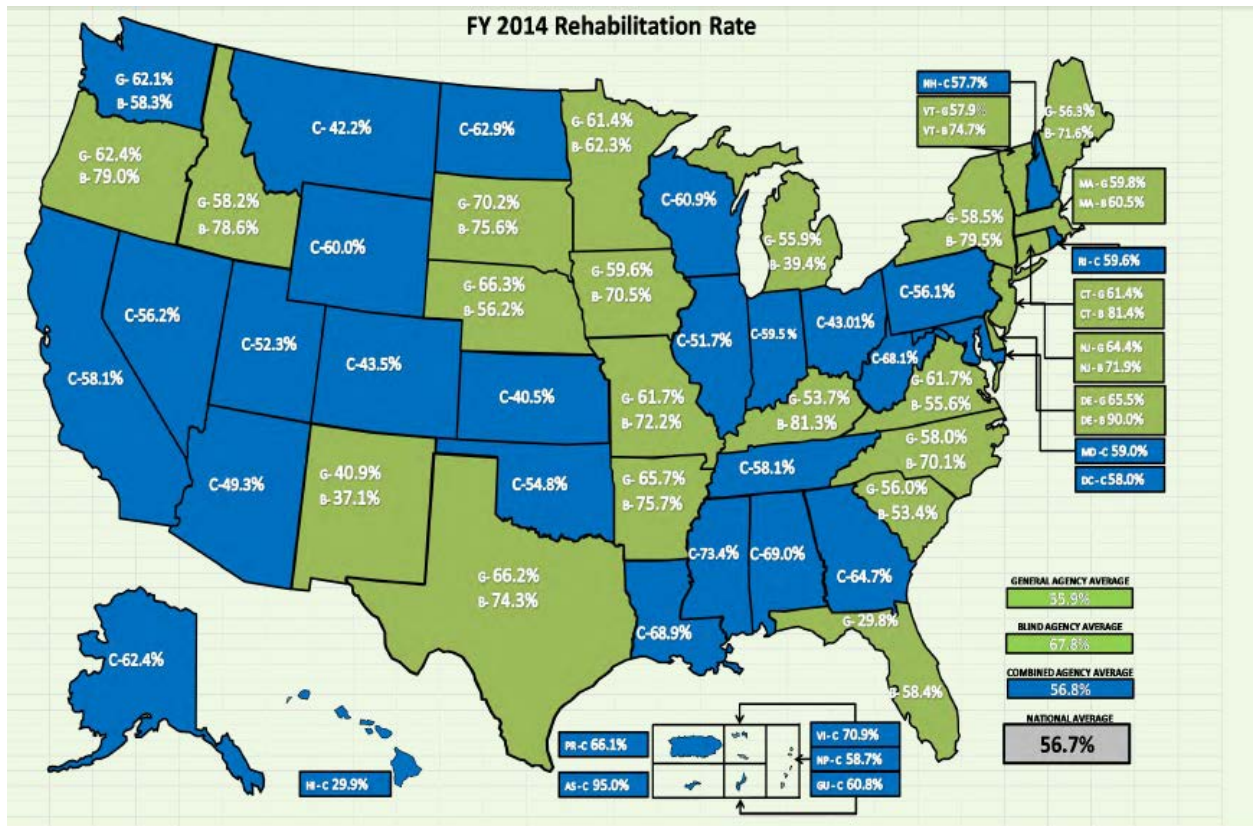 FY 2014 Rehabilitation Rate
G- 62.1%
B- 58.3%
G- 62.4%
B- 79.0%
G- 58.2%
B- 78.6%
C- 42.2%
C-62.9%
G- 61.4%
B- 62.3%
C-60.9%
G- 55.9%
B- 39.4%
NH - C 57.7%
VT - G 57.9%
VT - B 74.7%
G- 56.3%
B- 71.6%
MA - G 59.8%
MA - B 60.5%
G- 58.5%
B- 79.5%
RI - C 59.6%
CT - G 61.4%
CT - B 81.4%
NJ - G 64.4%
NJ - B 71.9%
DE - G 65.5%
DE - B 90.0%
MD -C 59.0%
DC - C 58.0%
C-60.0%
G- 70.2%
B- 75.6%
G- 66.3%
B- 56.2%
G- 59.6%
B- 70.5%
C-51.7%
C-59.5 %
C-43.01%
C-56.1%
C-68.1%
G- 61.7%
B- 55.6%
C-58.1%
C-56.2%
C-52.3%
C-43.5%
C-40.5%
G- 61.7%
B- 72.2%
G- 53.7%
B- 81.3%
G- 58.0%
B- 70.1%
C-49.3%
G- 40.9%
B- 37.1%
C-54.8%
G- 65.7%
B- 75.7%
C-58.1%
G- 56.0%
B- 53.4%
G- 66.2%
B- 74.3%
C-68.9%
C-73.4%
C-69.0%
C-64.7%
G- 29.8%
B- 58.4%
C-62.4%
HI - C 29.9%
PR-C 66.1%
AS-C 95.0%
VI- C 70.9%
NP - C 58.7%
GU - C 60.8%
GENERAL AGENCY AVERAGE
35.9%
BLIND AGENCY AVERAGE
67.8%
COMBINED AGENCY AVERAGE
56.8%
NATIONAL AVERAGE
56.7%